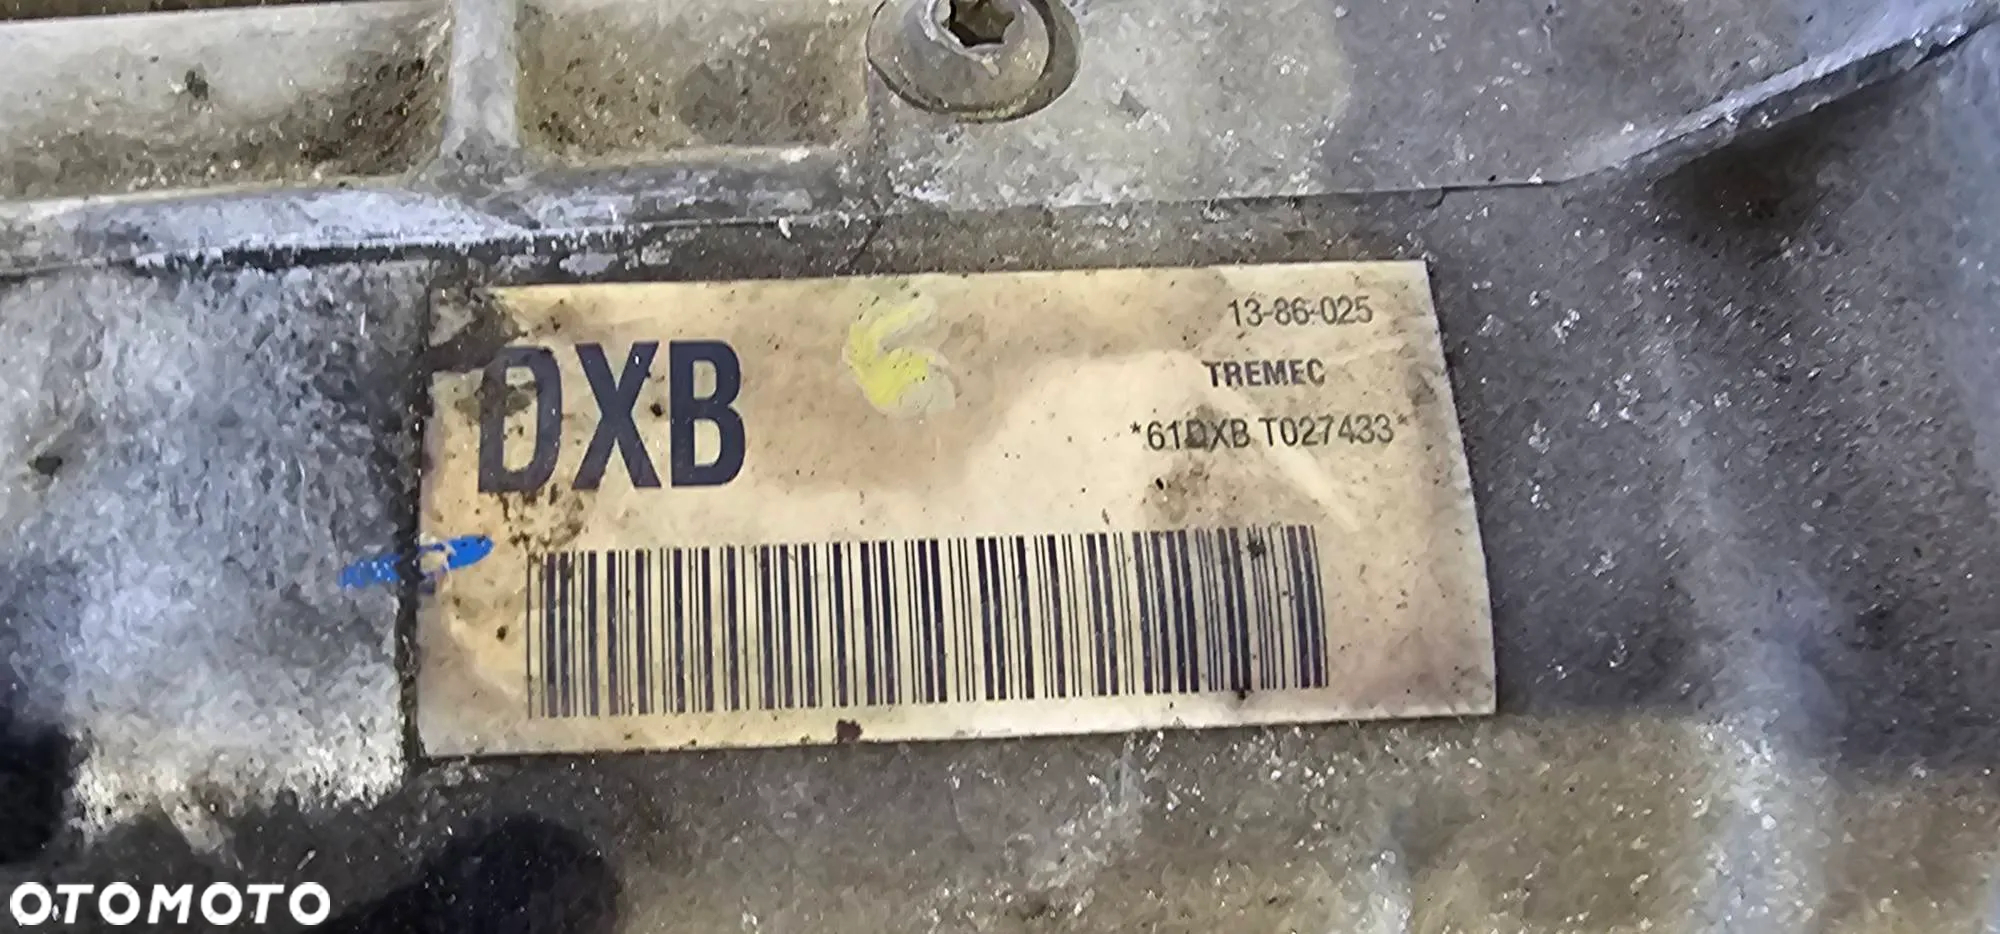 13-86-025
DXB
TREMEC
*61DXB T027433*
OTOMOTO